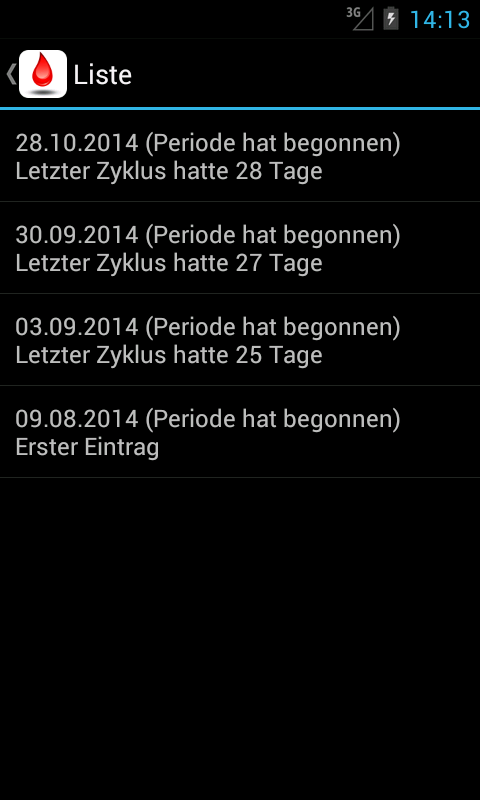 3G 14:13
Liste
28.10.2014 (Periode hat begonnen)
Letzter Zyklus hatte 28 Tage
30.09.2014 (Periode hat begonnen)
Letzter Zyklus hatte 27 Tage
03.09.2014 (Periode hat begonnen)
Letzter Zyklus hatte 25 Tage
09.08.2014 (Periode hat begonnen)
Erster Eintrag